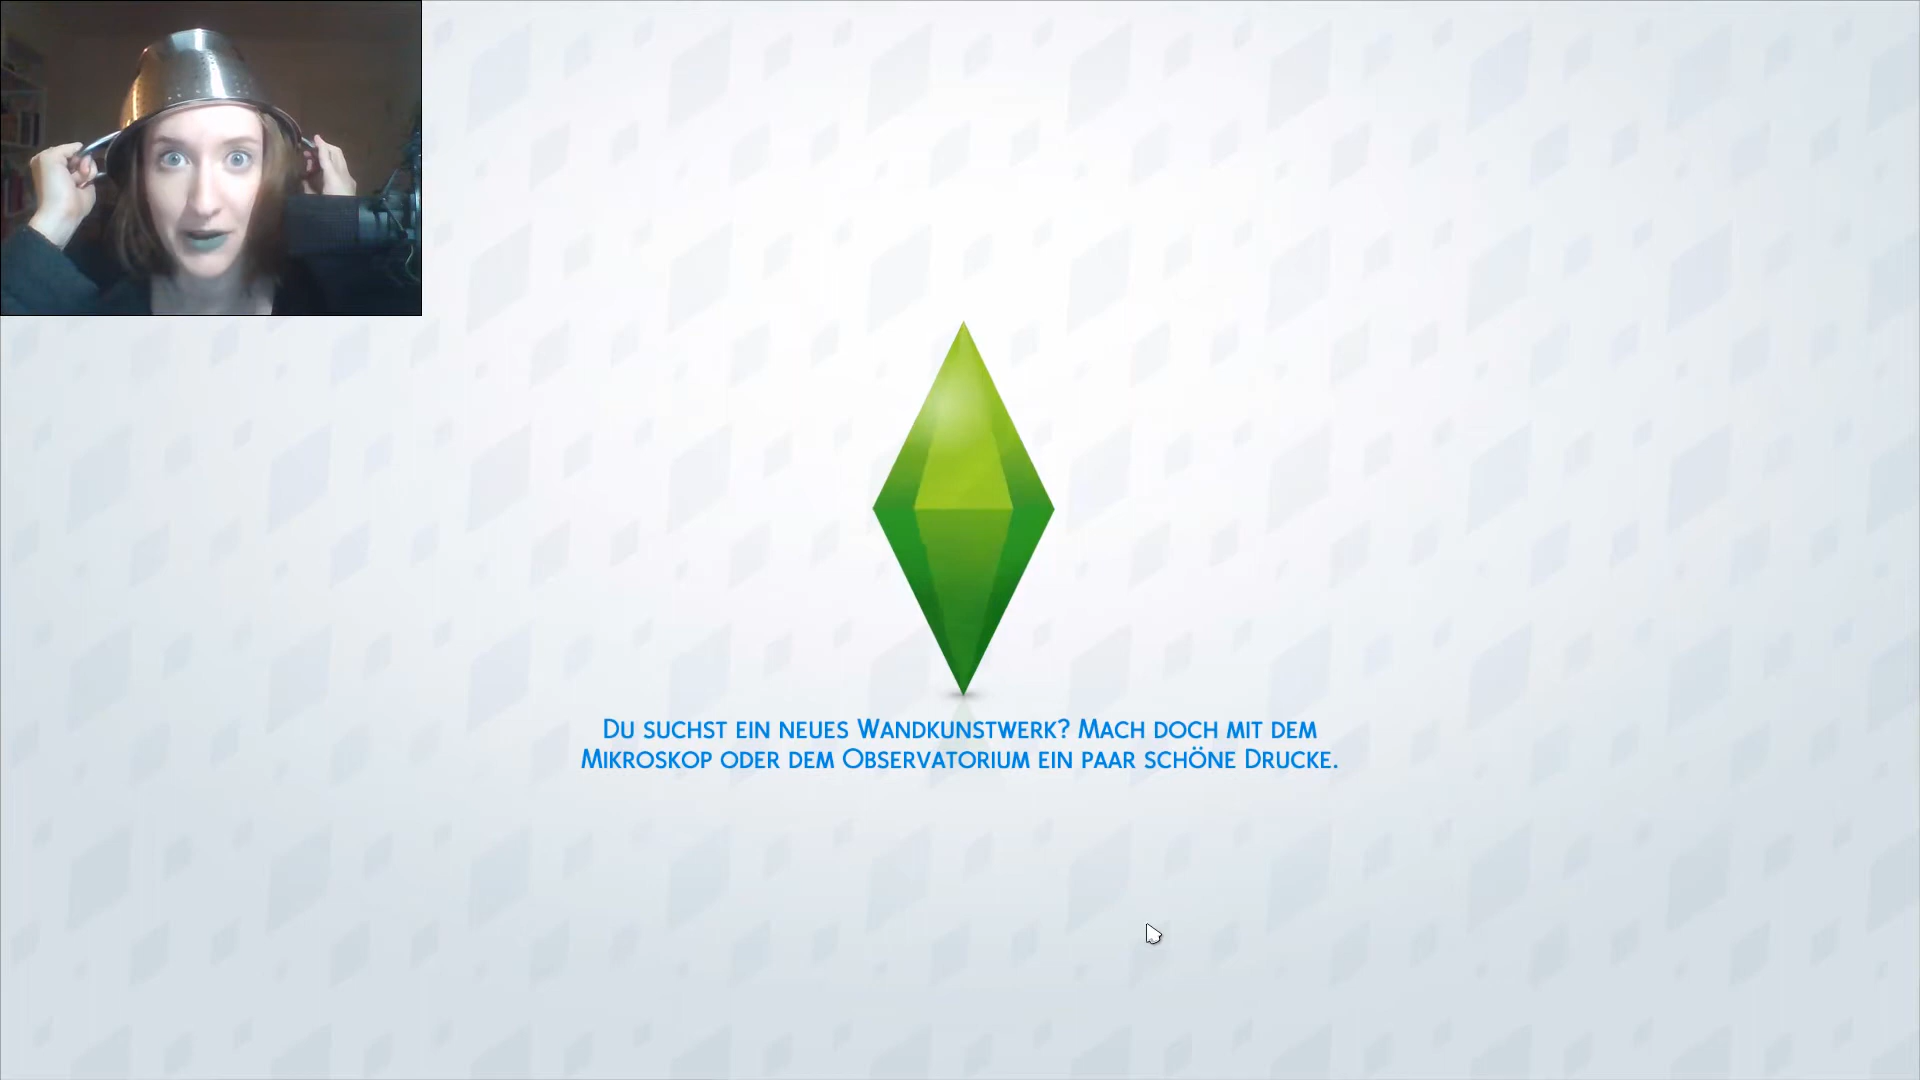 Du suchst ein neues Wandkunstwerk? Mach doch mit dem
Mikroskop oder dem Observatorium ein paar schöne Drucke.